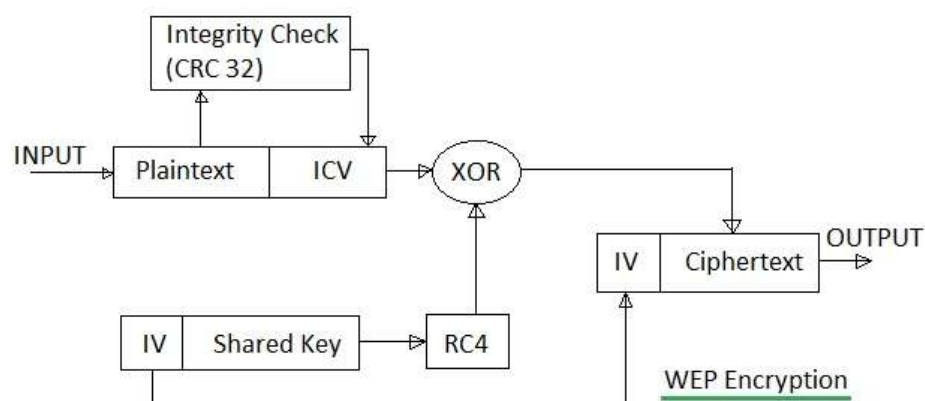 Integrity Check
(CRC 32)
INPUT
Plaintext
ICV
XOR
OUTPUT
IV
Ciphertext
IV
Shared Key
RC4
WEP Encryption